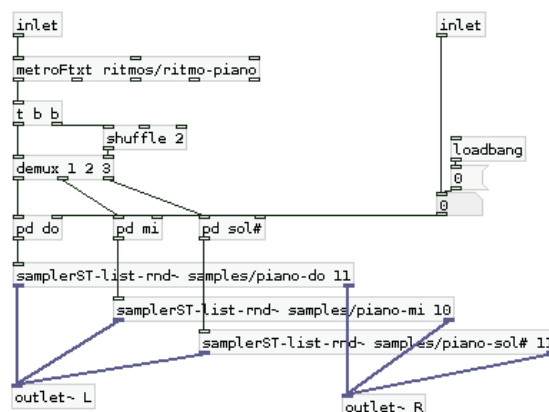 inlet
inlet
metroFtxt ritmos/ritmo-piano
t b b
shuffle 2
loadbang
demux 1 2 3
0
0
pd do
pd mi
pd sol#
samplerST-list-rnd~ samples/piano-do 11
samplerST-list-rnd~ samples/piano-mi 10
samplerST-list-rnd~ samples/piano-sol# 11
outlet~ L
outlet~ R